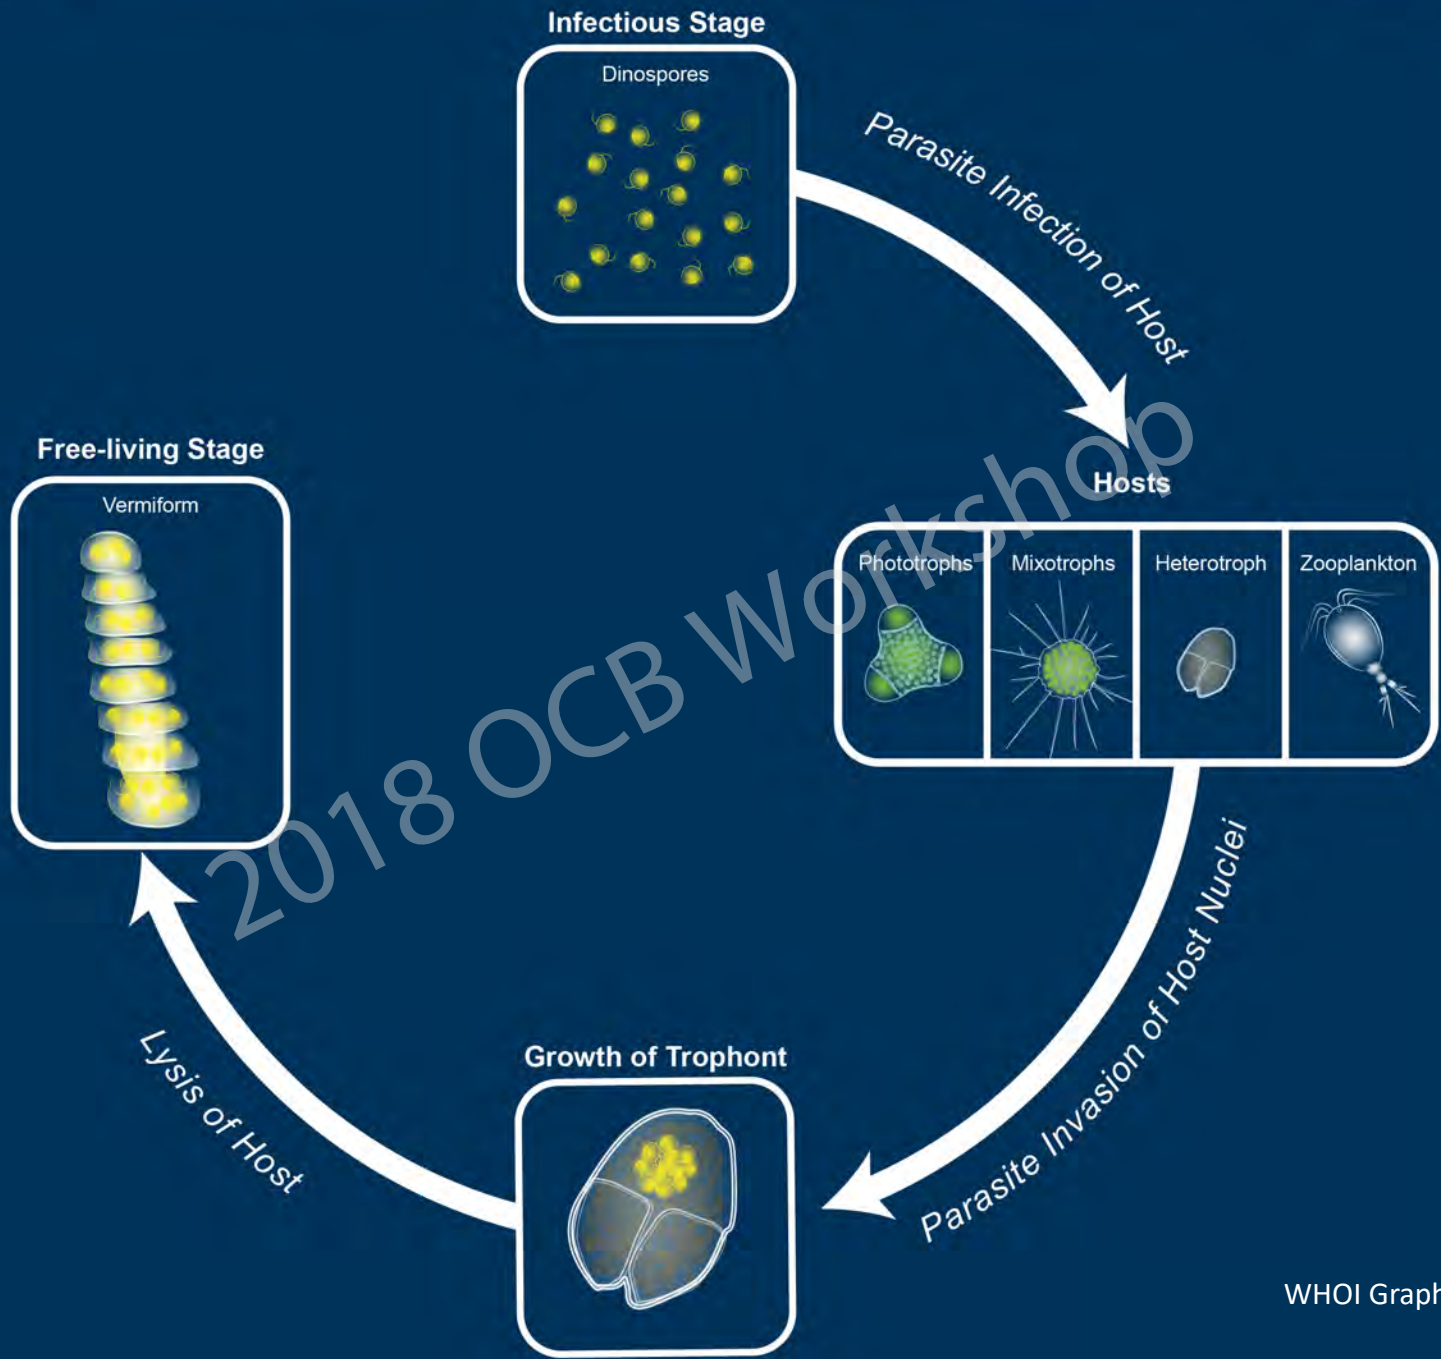 Infectious Stage
Dinospores
Parasite Infection of Host
Free-living Stage
Vermiform
Hosts
Phototrophs
Mixotrophs
Heterotroph
Zooplankton
2018 OCB Workshop
Parasite Invasion of Host Nuclei
Growth of Trophont
Lysis of Host
WHOI Graph